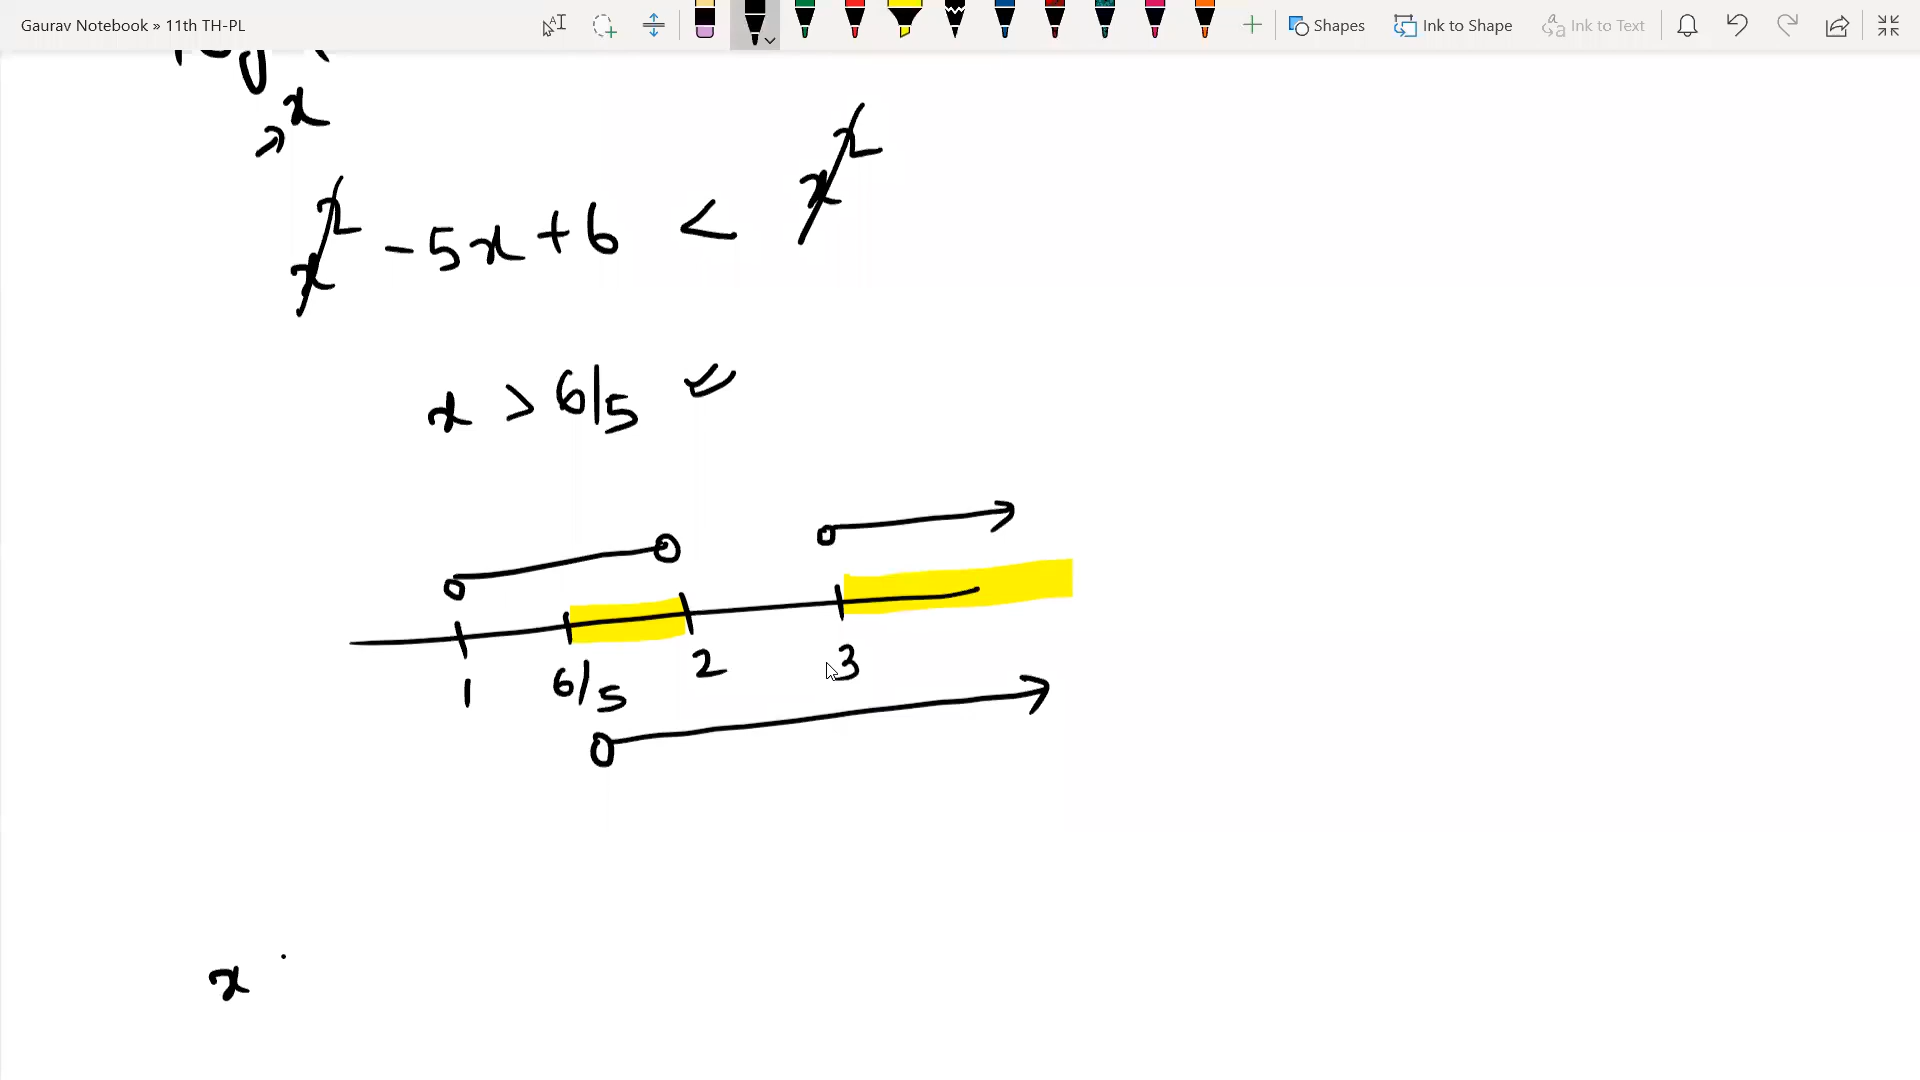 Gaurav Notebook » 11th TH-PL
Shapes
Ink to Shape
Ink to Text
x
x² - 5x + 6 < x²
x > 6/5
1 6/5 2 3
x